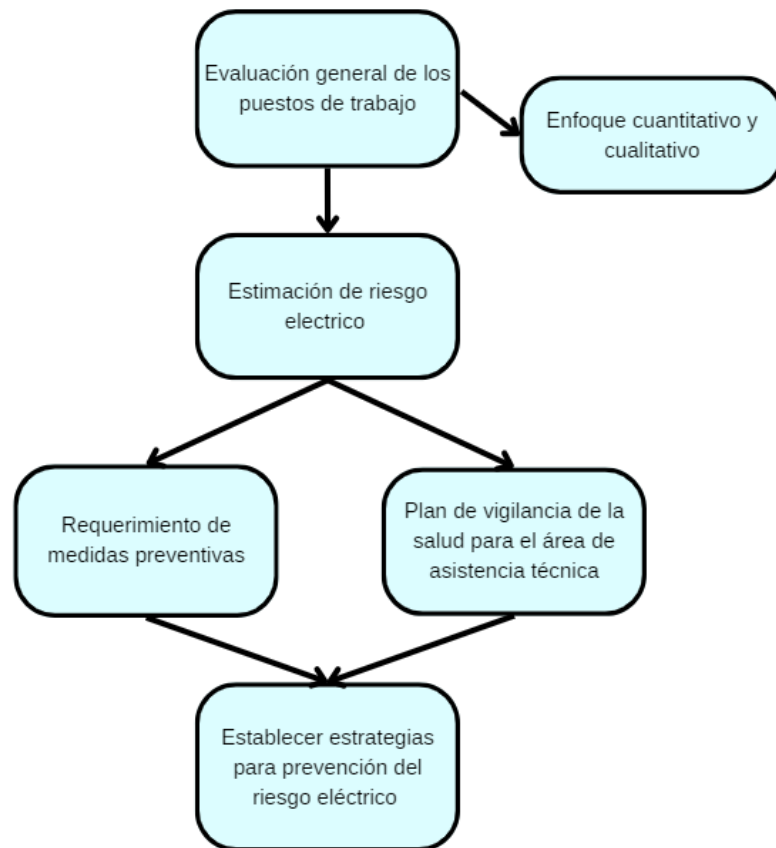 Evaluación general de los
puestos de trabajo
Enfoque cuantitativo y
cualitativo
Estimación de riesgo
electrico
Requerimiento de
medidas preventivas
Plan de vigilancia de la
salud para el área de
asistencia técnica
Establecer estrategias
para prevención del
riesgo eléctrico